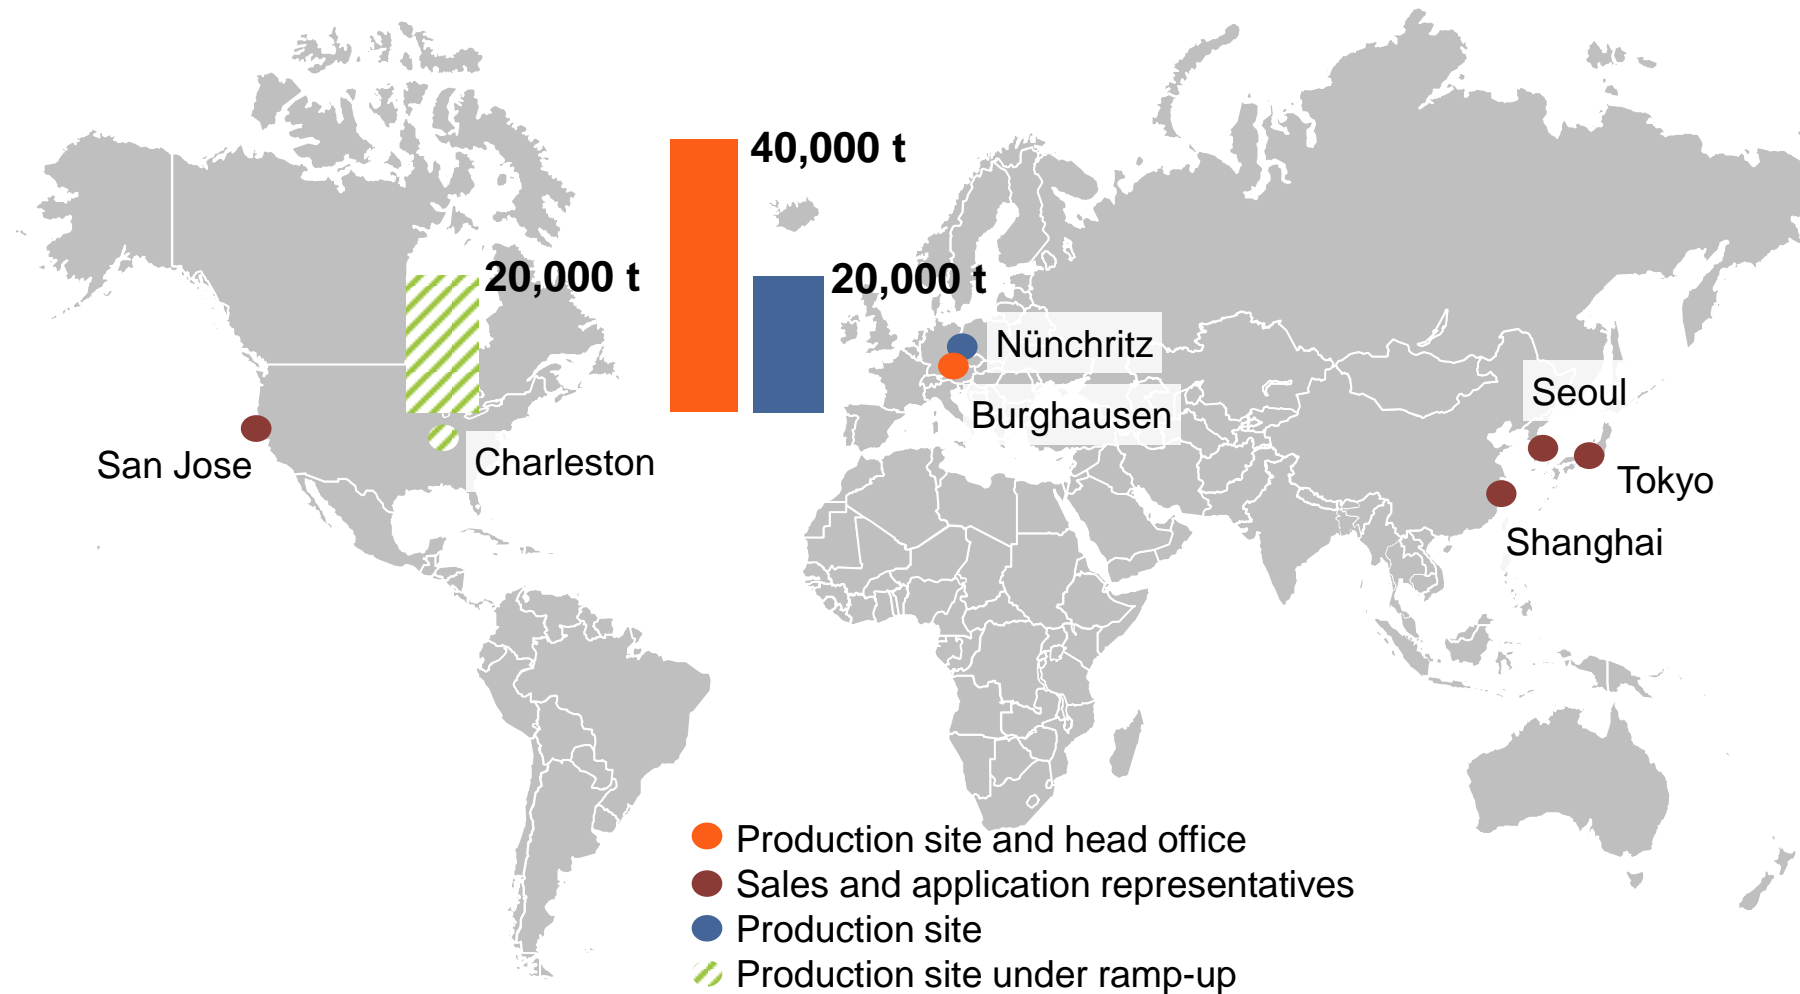 40,000 t
20,000 t
20,000 t
Nünchritz
Burghausen
Seoul
San Jose
Charleston
Tokyo
Shanghai
Production site and head office
Sales and application representatives
Production site
Production site under ramp-up